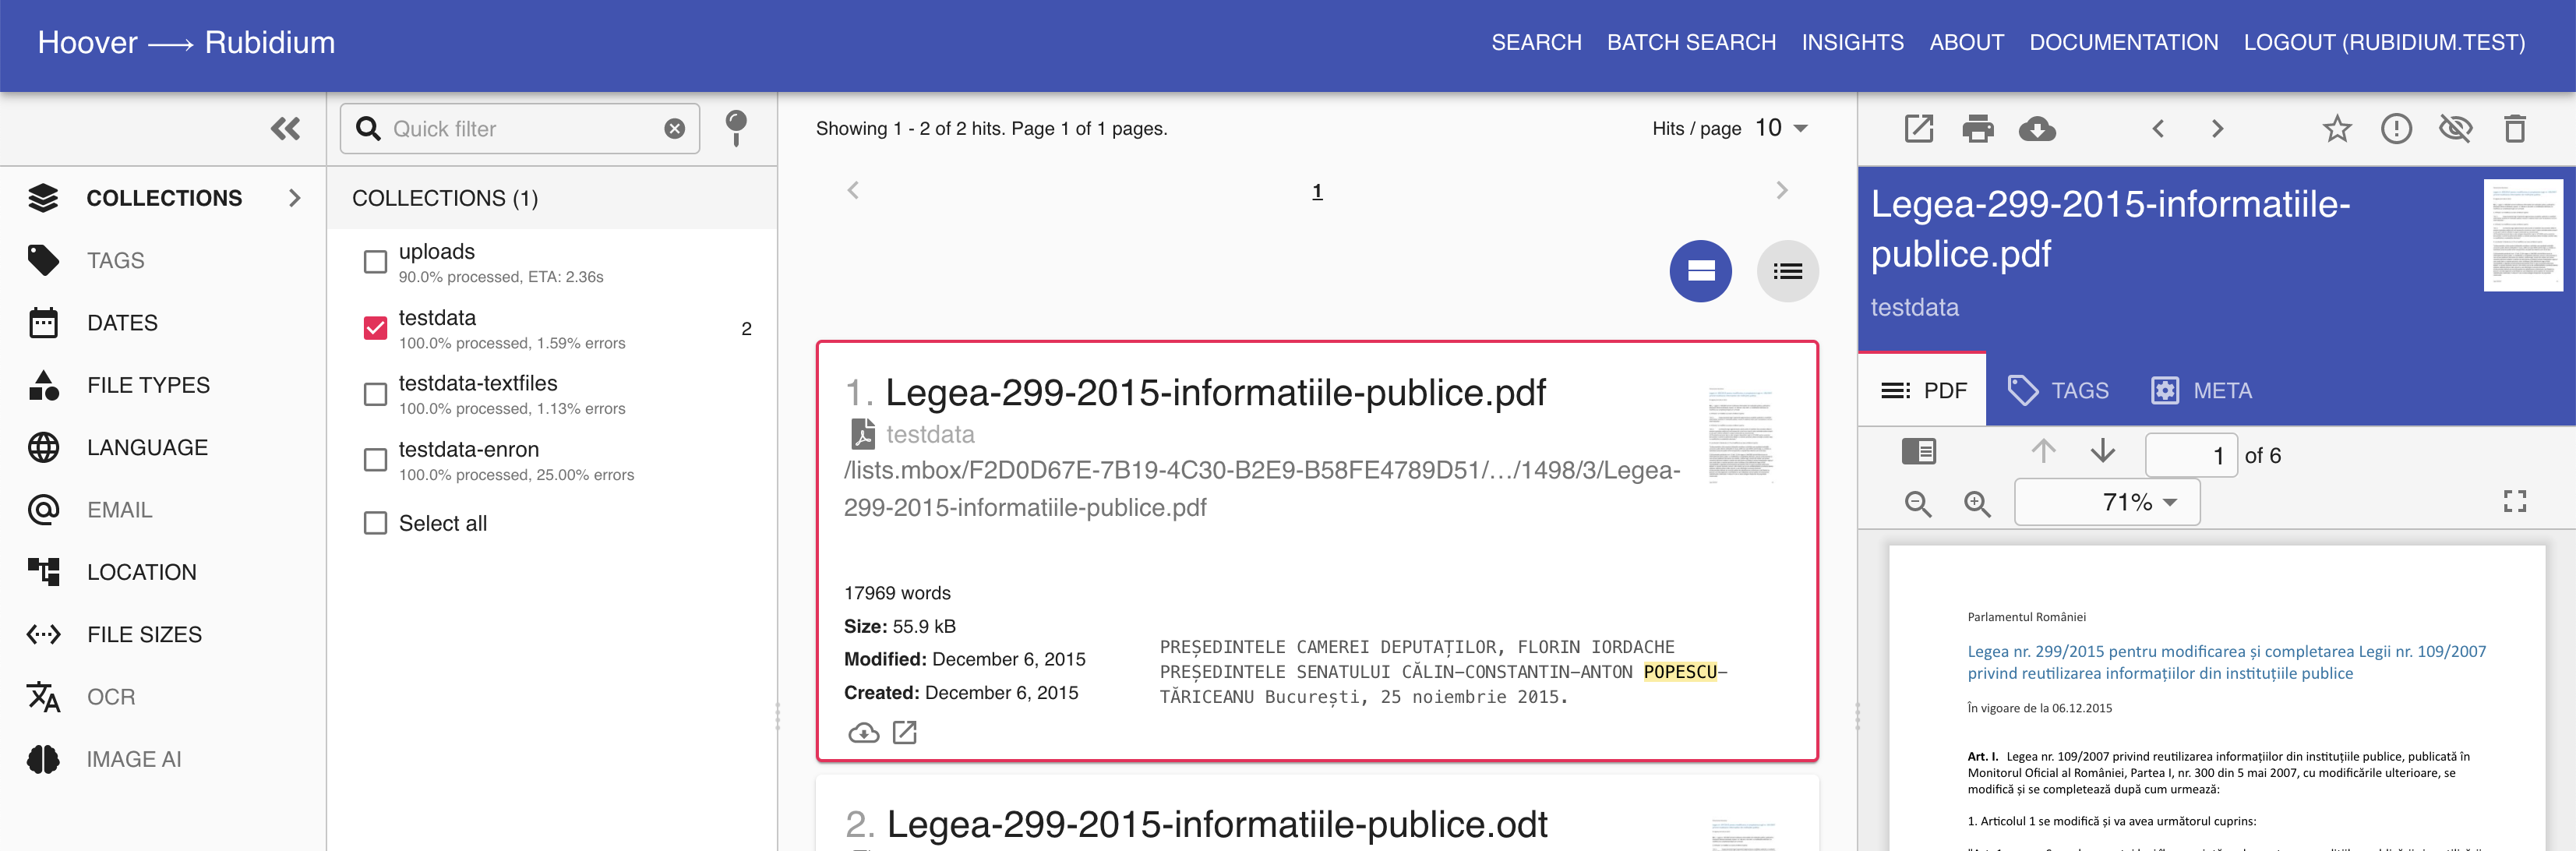 Hoover ⟶ Rubidium
SEARCH BATCH SEARCH INSIGHTS ABOUT DOCUMENTATION LOGOUT (RUBIDIUM.TEST)
COLLECTIONS
TAGS
DATES
FILE TYPES
LANGUAGE
EMAIL
LOCATION
FILE SIZES
OCR
IMAGE AI
Quick filter
COLLECTIONS (1)
uploads
90.0% processed, ETA: 2.36s
testdata 2
100.0% processed, 1.59% errors
testdata-textfiles
100.0% processed, 1.13% errors
testdata-enron
100.0% processed, 25.00% errors
Select all
Showing 1 - 2 of 2 hits. Page 1 of 1 pages.
Hits / page 10
1
1. Legea-299-2015-informatiile-publice.pdf
testdata
/lists.mbox/F2D0D67E-7B19-4C30-B2E9-B58FE4789D51/…/1498/3/Legea-
299-2015-informatiile-publice.pdf
17969 words
Size: 55.9 kB
Modified: December 6, 2015
Created: December 6, 2015
PREȘEDINTELE CAMEREI DEPUTAȚILOR, FLORIN IORDACHE
PREȘEDINTELE SENATULUI CĂLIN-CONSTANTIN-ANTON POPESCU-
TĂRICEANU București, 25 noiembrie 2015.
2. Legea-299-2015-informatiile-publice.odt
Legea-299-2015-informatiile-
publice.pdf
testdata
PDF TAGS META
1 of 6
71%
Parlamentul României
Legea nr. 299/2015 pentru modificarea și completarea Legii nr. 109/2007
privind reutilizarea informațiilor din instituțiile publice
În vigoare de la 06.12.2015
Art. I. Legea nr. 109/2007 privind reutilizarea informațiilor din instituțiile publice, publicată în
Monitorul Oficial al României, Partea I, nr. 300 din 5 mai 2007, cu modificările ulterioare, se
modifică și se completează după cum urmează:
1. Articolul 1 se modifică și va avea următorul cuprins: